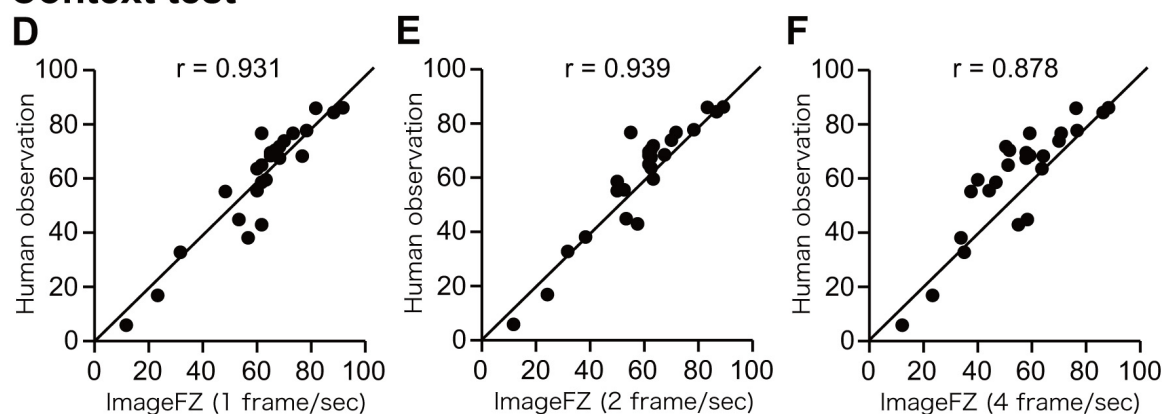 Context test
D
r = 0.931
Human observation
100
80
60
40
20
0
0 20 40 60 80 100
ImageFZ (1 frame/sec)
E
r = 0.939
Human observation
100
80
60
40
20
0
0 20 40 60 80 100
ImageFZ (2 frame/sec)
F
r = 0.878
Human observation
100
80
60
40
20
0
0 20 40 60 80 100
ImageFZ (4 frame/sec)